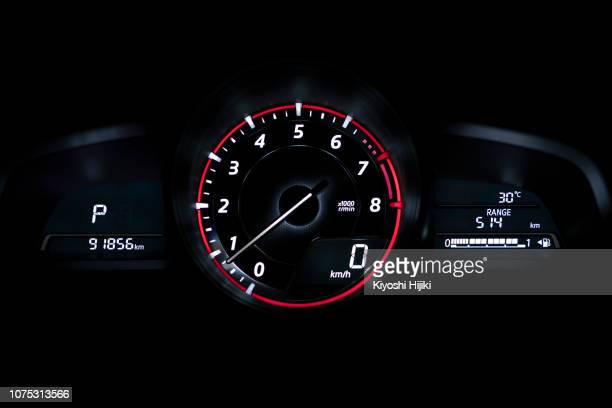 P
91856km
0
1
2
3
4
5
6
7
8
x1000
r/min
0
km/h
30°C
RANGE
514 km
0 1
gettyimages
Kiyoshi Hijiki
1075313566